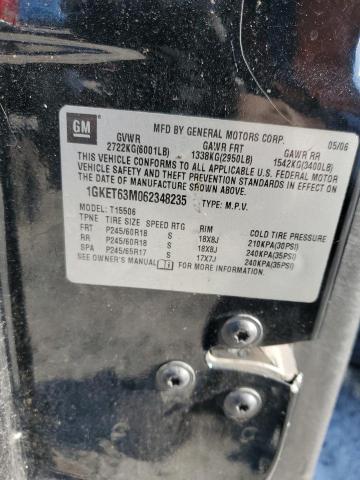 GM
MFD BY GENERAL MOTORS CORP. 05/06
GVWR GAWR FRT GAWR RR
2722KG(6001LB) 1338KG(2950LB) 1542KG(3400LB)
THIS VEHICLE CONFORMS TO ALL APPLICABLE U.S. FEDERAL MOTOR
VEHICLE SAFETY AND THEFT PREVENTION STANDARDS IN EFFECT ON
THE DATE OF MANUFACTURE SHOWN ABOVE.
1GKET63M062348235 TYPE: M.P.V.
MODEL: T15506
TPNE TIRE SIZE SPEED RTG RIM COLD TIRE PRESSURE
FRT P245/60R18 S 18X8J 210KPA(30PSI)
RR P245/60R18 S 18X8J 240KPA(35PSI)
SPA P245/65R17 S 17X7J 240KPA(35PSI)
SEE OWNER'S MANUAL i FOR MORE INFORMATION.